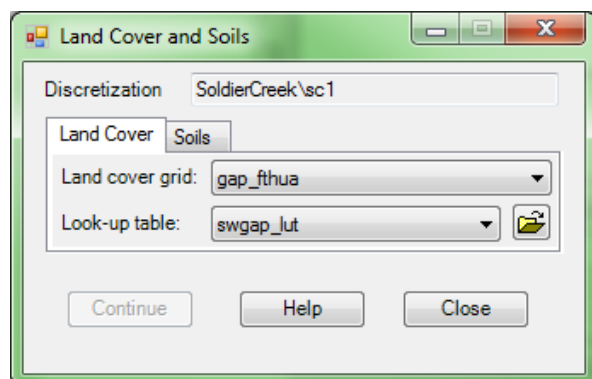 Land Cover and Soils
Discretization SoldierCreek\sc1
Land Cover Soils
Land cover grid: gap_fthua
Look-up table: swgap_lut
Continue Help Close